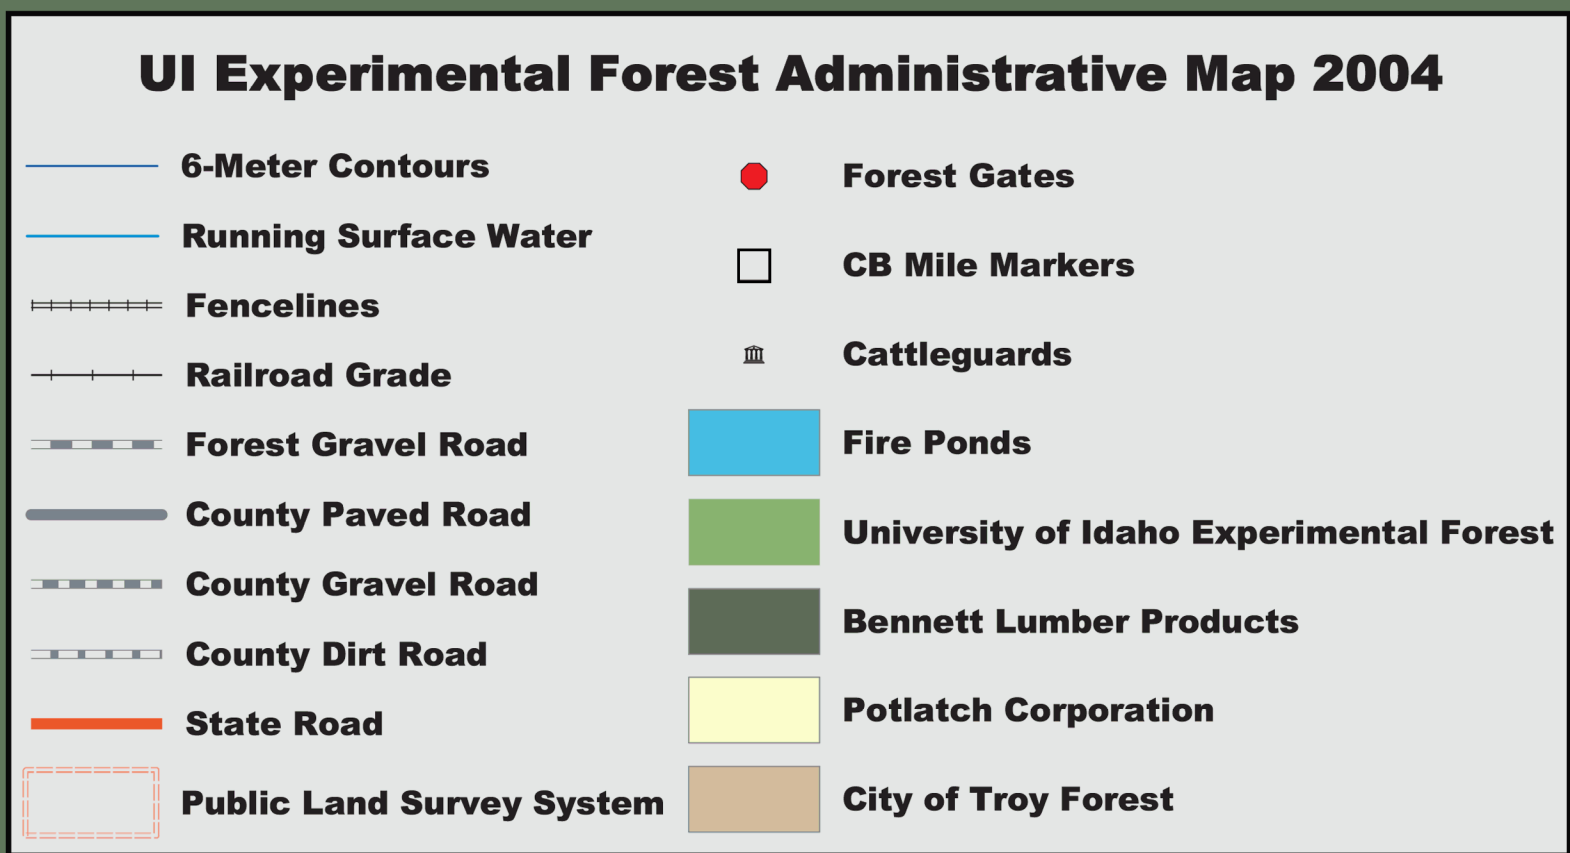 UI Experimental Forest Administrative Map 2004
6-Meter Contours
Running Surface Water
Fencelines
Railroad Grade
Forest Gravel Road
County Paved Road
County Gravel Road
County Dirt Road
State Road
Public Land Survey System
Forest Gates
CB Mile Markers
Cattleguards
Fire Ponds
University of Idaho Experimental Forest
Bennett Lumber Products
Potlatch Corporation
City of Troy Forest